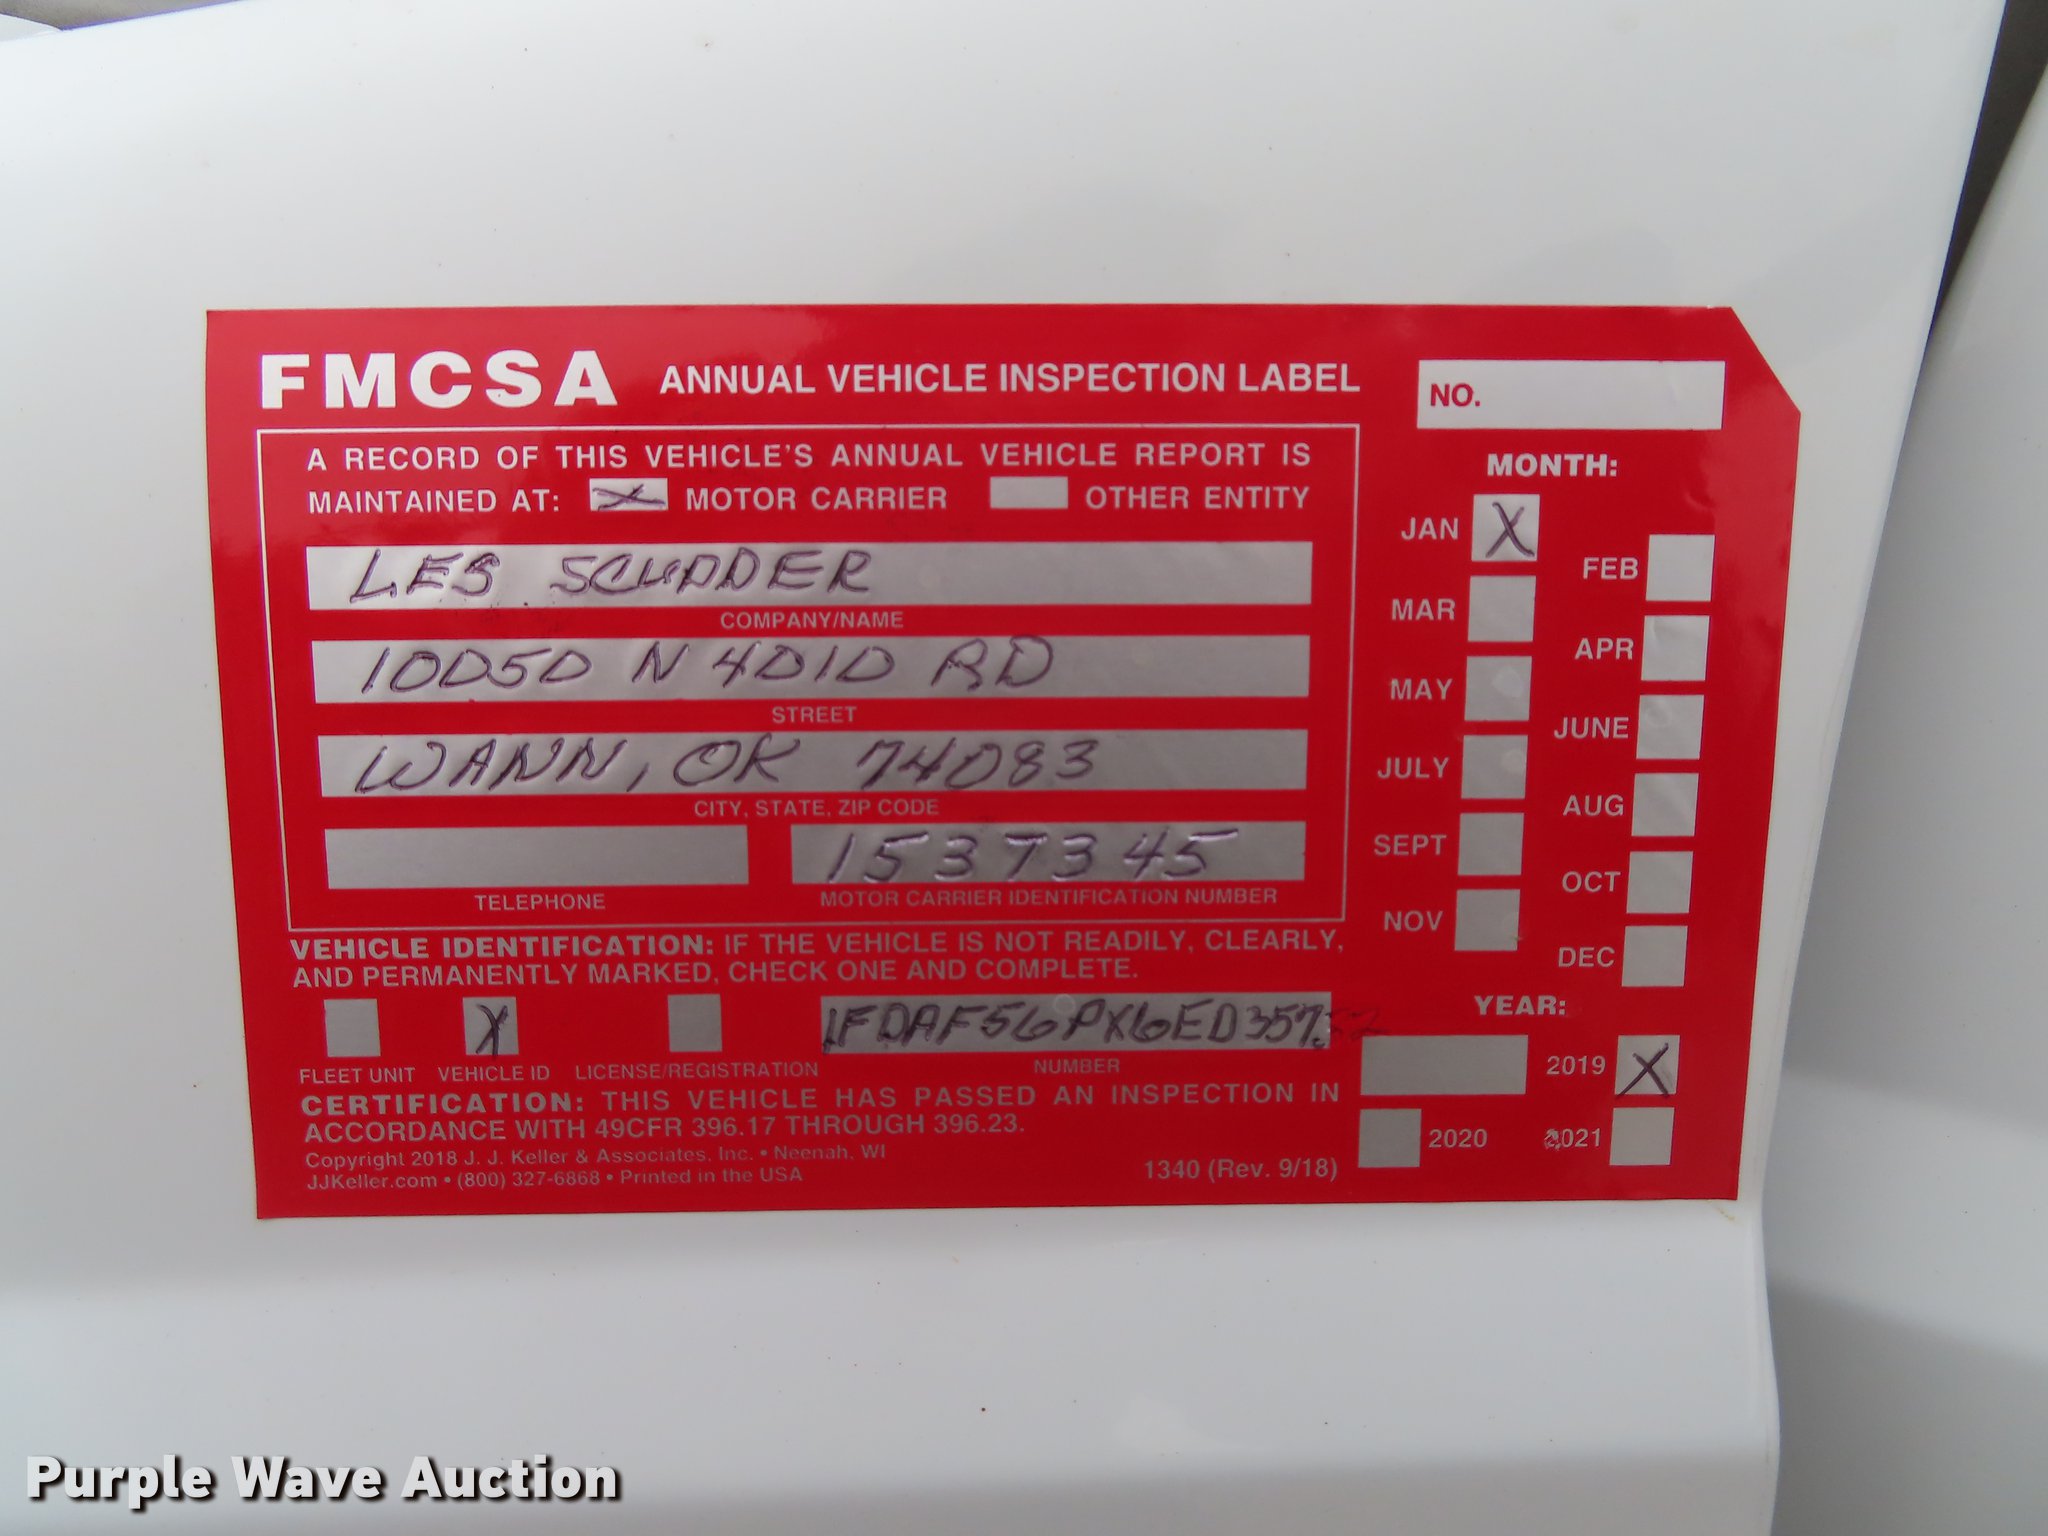 FMCSA ANNUAL VEHICLE INSPECTION LABEL
NO.
A RECORD OF THIS VEHICLE'S ANNUAL VEHICLE REPORT IS
MAINTAINED AT: X MOTOR CARRIER OTHER ENTITY
LES SCUDDER
COMPANY/NAME
10050 N 4010 RD
STREET
WANN, OK 74083
CITY, STATE, ZIP CODE
1537345
TELEPHONE MOTOR CARRIER IDENTIFICATION NUMBER
VEHICLE IDENTIFICATION: IF THE VEHICLE IS NOT READILY, CLEARLY,
AND PERMANENTLY MARKED, CHECK ONE AND COMPLETE.
X 1FDAF56PX6ED35752
FLEET UNIT VEHICLE ID LICENSE/REGISTRATION NUMBER
CERTIFICATION: THIS VEHICLE HAS PASSED AN INSPECTION IN
ACCORDANCE WITH 49CFR 396.17 THROUGH 396.23.
Copyright 2018 J. J. Keller & Associates, Inc. • Neenah, WI
JJKeller.com • (800) 327-6868 • Printed in the USA
1340 (Rev. 9/18)
MONTH:
JAN X
FEB
MAR
APR
MAY
JUNE
JULY
AUG
SEPT
OCT
NOV
DEC
YEAR:
2019 X
2020 2021
Purple Wave Auction